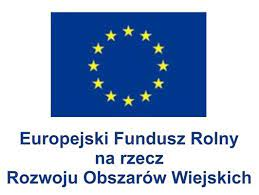 Europejski Fundusz Rolny
na rzecz
Rozwoju Obszarów Wiejskich